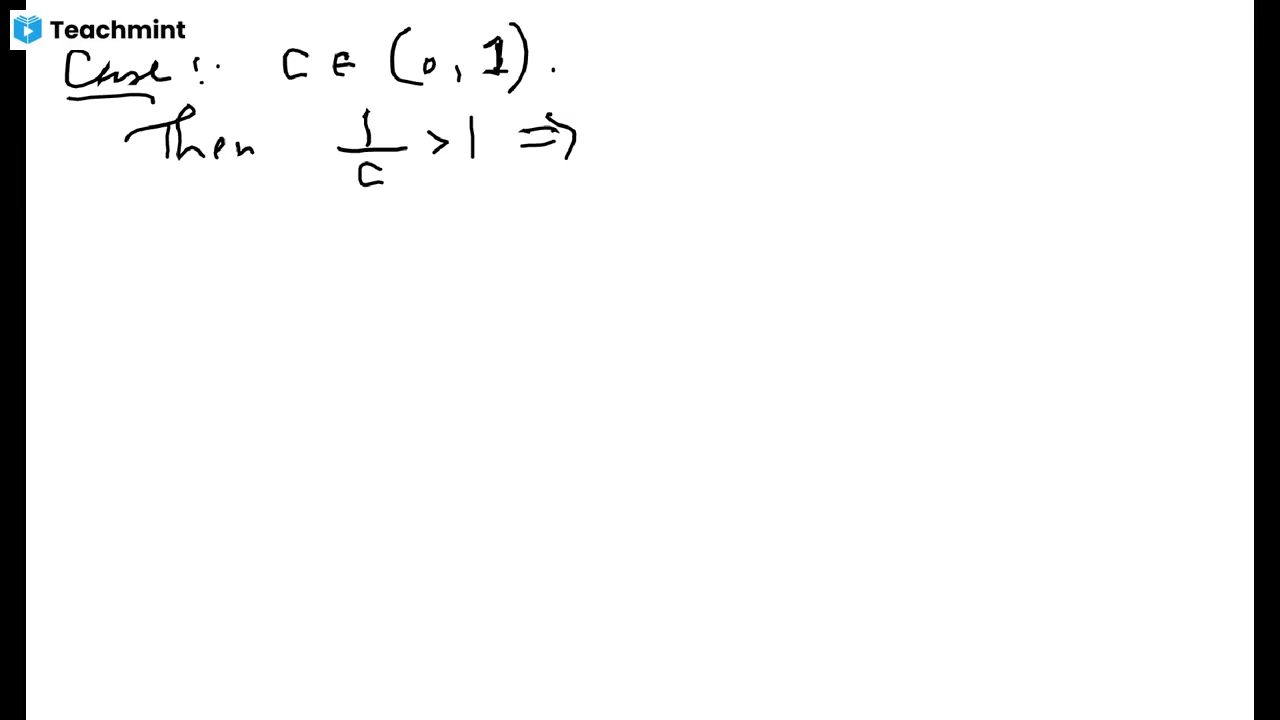 Teachmint
Case :. C ∈ (0, 1).
Then 1/C > 1 ⇒